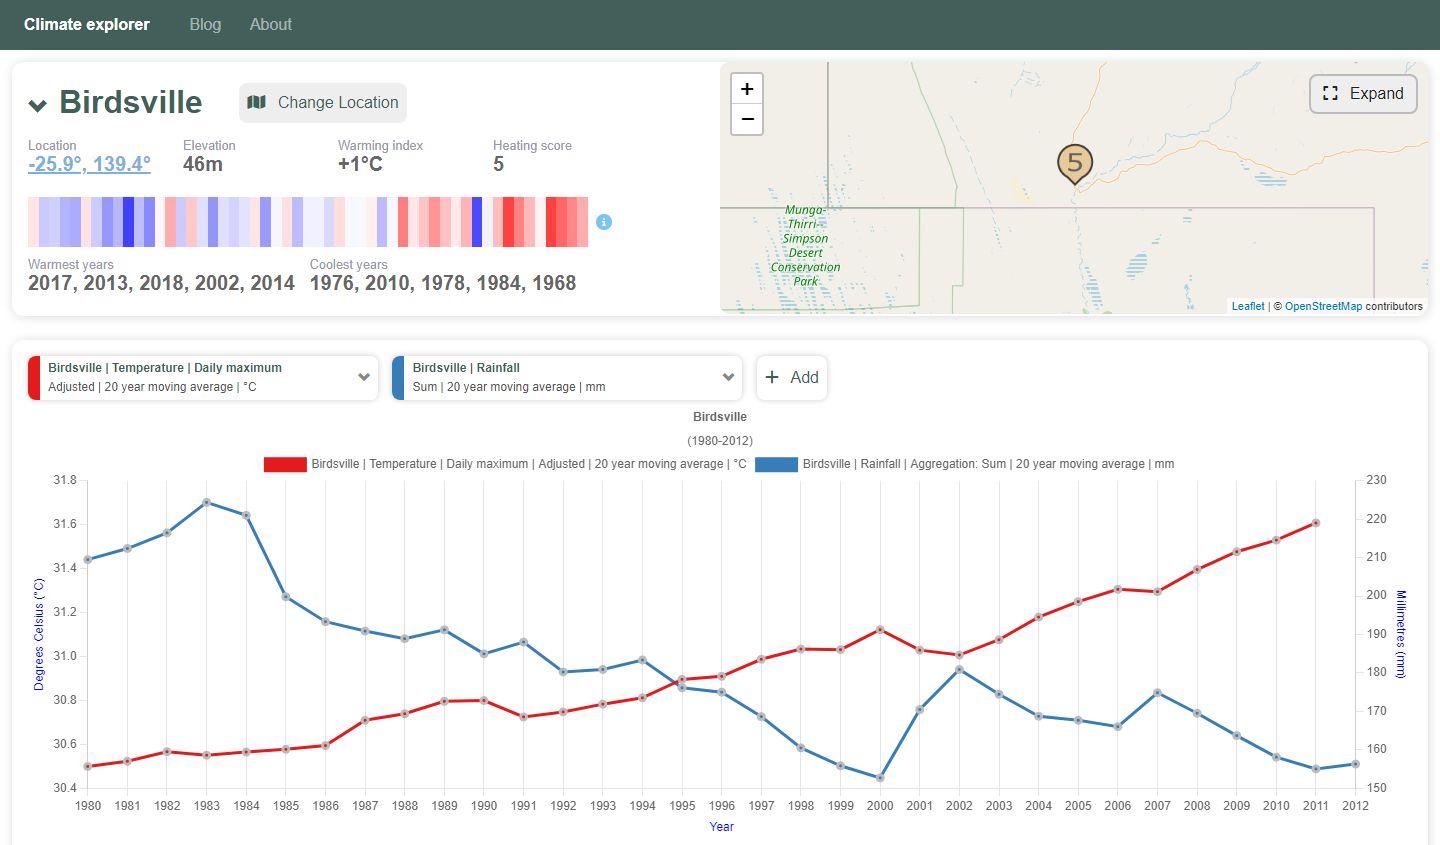 Climate explorer Blog About
Birdsville Change Location
Location Elevation Warming index Heating score
-25.9°, 139.4° 46m +1°C 5
Warmest years Coolest years
2017, 2013, 2018, 2002, 2014 1976, 2010, 1978, 1984, 1968
+
−
Expand
5
Munga-
Thirri--
Simpson
Desert
Conservation
Park
Leaflet | © OpenStreetMap contributors
Birdsville | Temperature | Daily maximum
Adjusted | 20 year moving average | °C
Birdsville | Rainfall
Sum | 20 year moving average | mm
+ Add
Birdsville
(1980-2012)
Birdsville | Temperature | Daily maximum | Adjusted | 20 year moving average | °C Birdsville | Rainfall | Aggregation: Sum | 20 year moving average | mm
Degrees Celsius (°C)
31.8
31.6
31.4
31.2
31.0
30.8
30.6
30.4
230
220
210
200
190
180
170
160
150
Millimetres (mm)
1980 1981 1982 1983 1984 1985 1986 1987 1988 1989 1990 1991 1992 1993 1994 1995 1996 1997 1998 1999 2000 2001 2002 2003 2004 2005 2006 2007 2008 2009 2010 2011 2012
Year